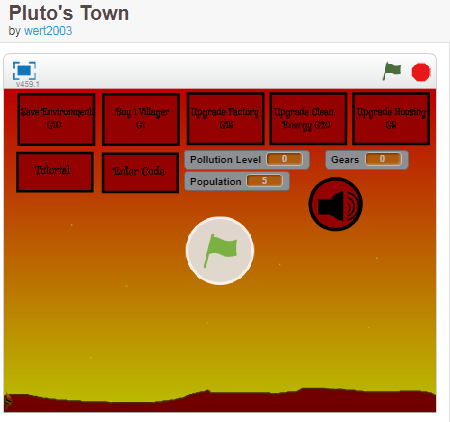 Pluto's Town
by wert2003
v459.1
Save Environment
G10
Buy 1 Villager
G1
Upgrade Factory
G15
Upgrade Clean
Energy G20
Upgrade Housing
G5
Tutorial
Enter Code
Pollution Level 0
Gears 0
Population 5